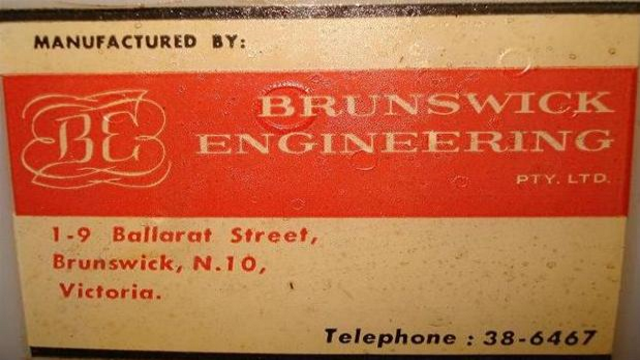 MANUFACTURED BY:
BE
BRUNSWICK
ENGINEERING
PTY. LTD.
1-9 Ballarat Street,
Brunswick, N.10,
Victoria.
Telephone : 38-6467